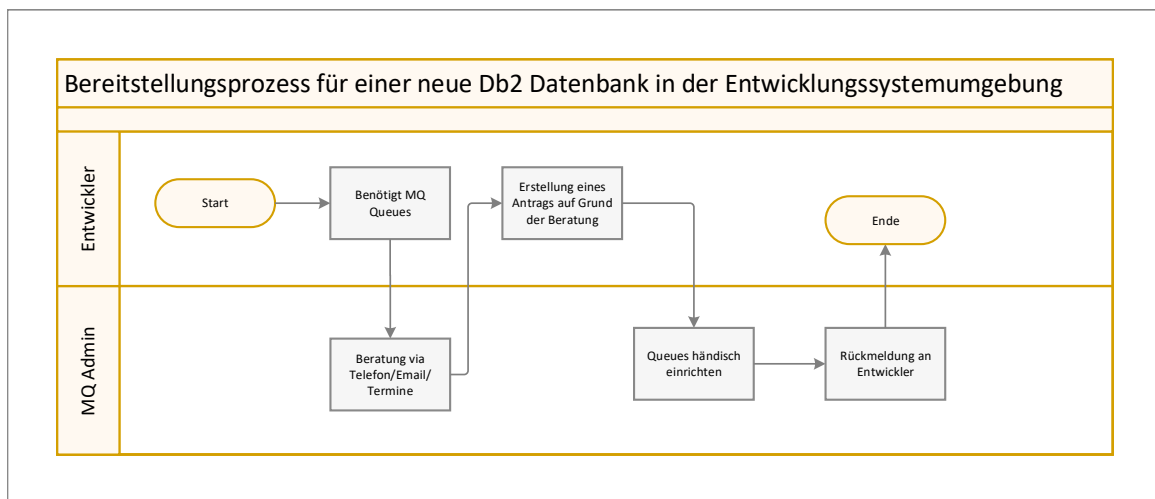 Bereitstellungsprozess für einer neue Db2 Datenbank in der Entwicklungssystemumgebung
Entwickler
Start
Benötigt MQ
Queues
Erstellung eines
Antrags auf Grund
der Beratung
Ende
MQ Admin
Beratung via
Telefon/Email/
Termine
Queues händisch
einrichten
Rückmeldung an
Entwickler